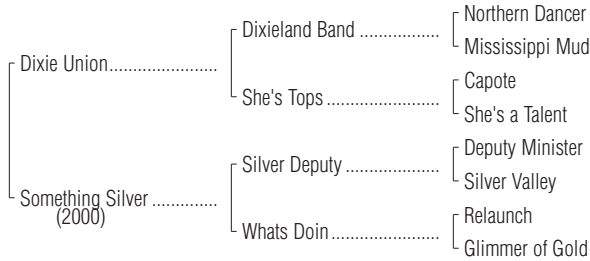 Northern Dancer
Dixieland Band ..................
Mississippi Mud
Dixie Union........................
Capote
She's Tops .........................
She's a Talent
Deputy Minister
Silver Deputy .....................
Silver Valley
Something Silver ..............
(2000)
Relaunch
Whats Doin ........................
Glimmer of Gold